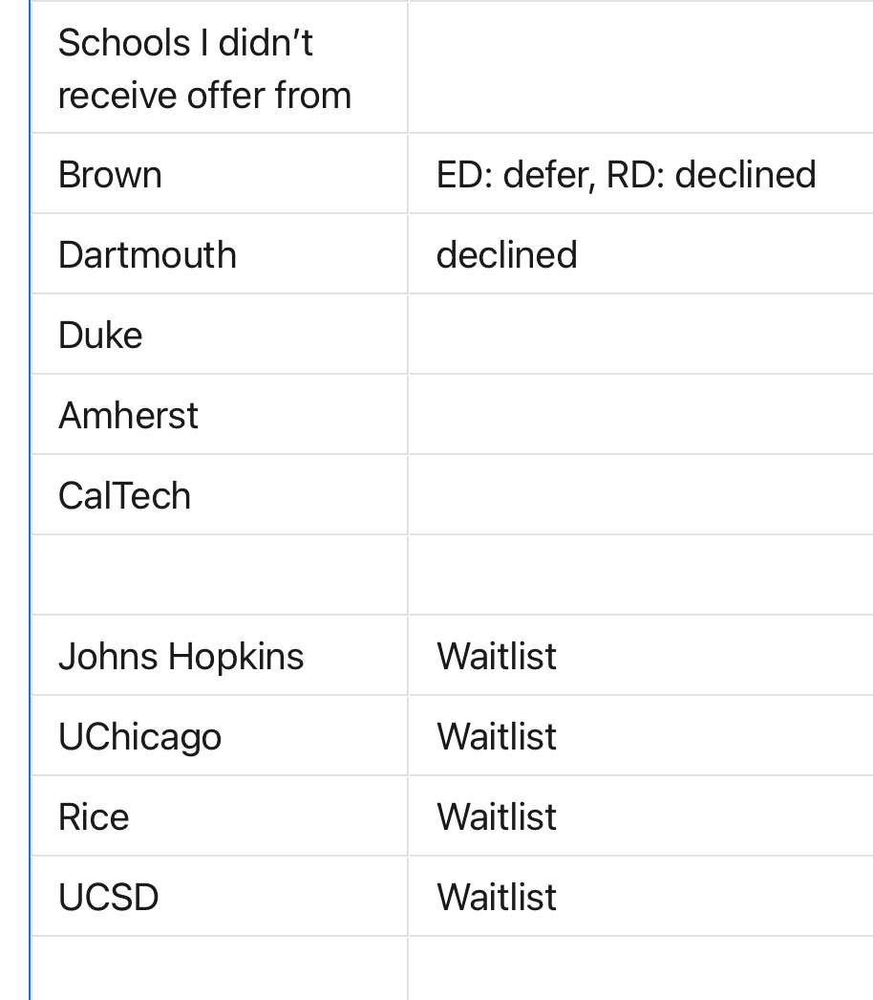 Schools I didn’t
receive offer from
Brown ED: defer, RD: declined
Dartmouth declined
Duke
Amherst
CalTech
Johns Hopkins Waitlist
UChicago Waitlist
Rice Waitlist
UCSD Waitlist